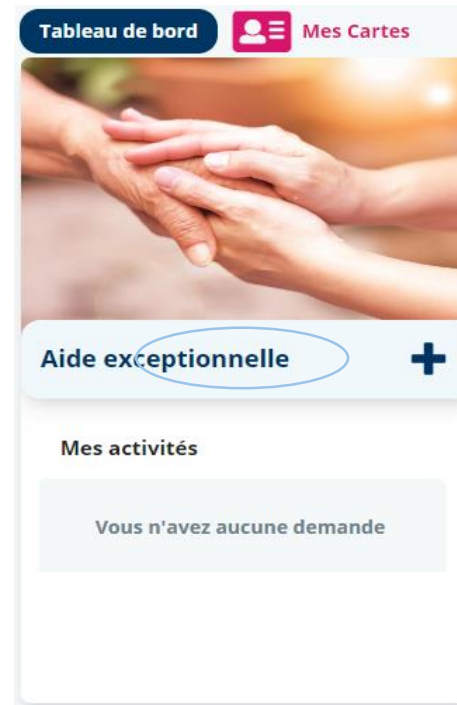 Tableau de bord
Mes Cartes
Aide exceptionnelle
Mes activités
Vous n'avez aucune demande